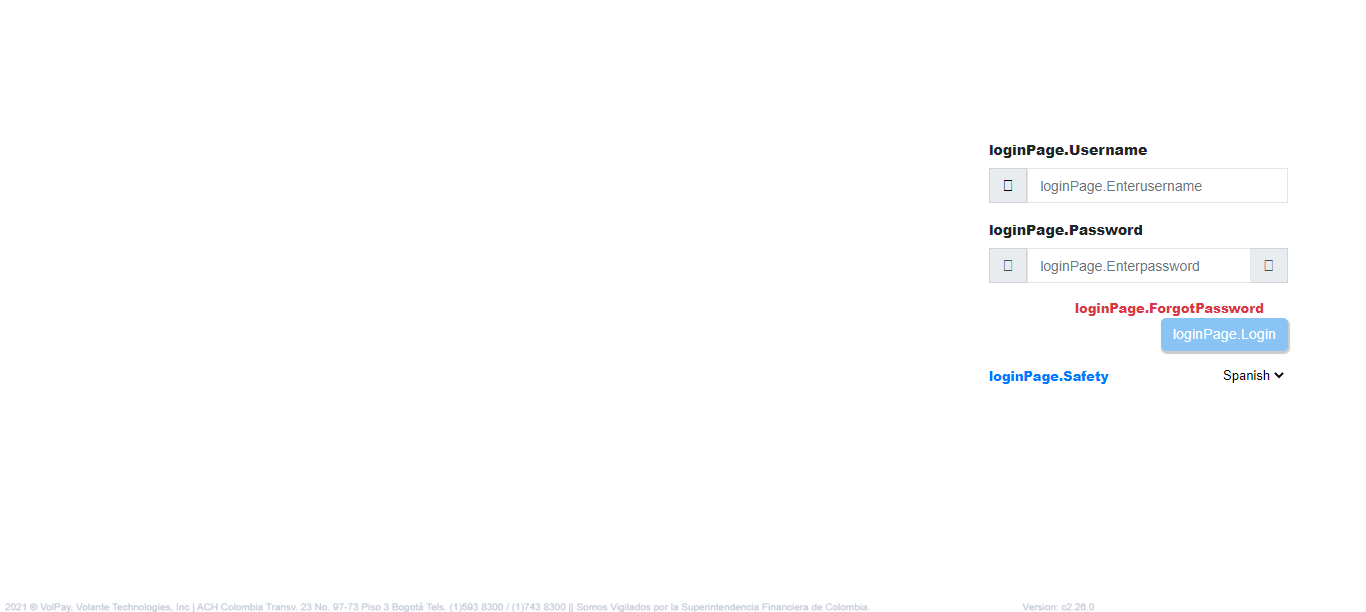 loginPage.Username
loginPage.Enterusername
loginPage.Password
loginPage.Enterpassword
loginPage.ForgotPassword
loginPage.Login
loginPage.Safety
Spanish
2021 © VolPay, Volante Technologies, Inc | ACH Colombia Transv. 23 No. 97-73 Piso 3 Bogotá Tels. (1)593 8300 / (1)743 8300 || Somos Vigilados por la Superintendencia Financiera de Colombia.
Version: c2.26.0